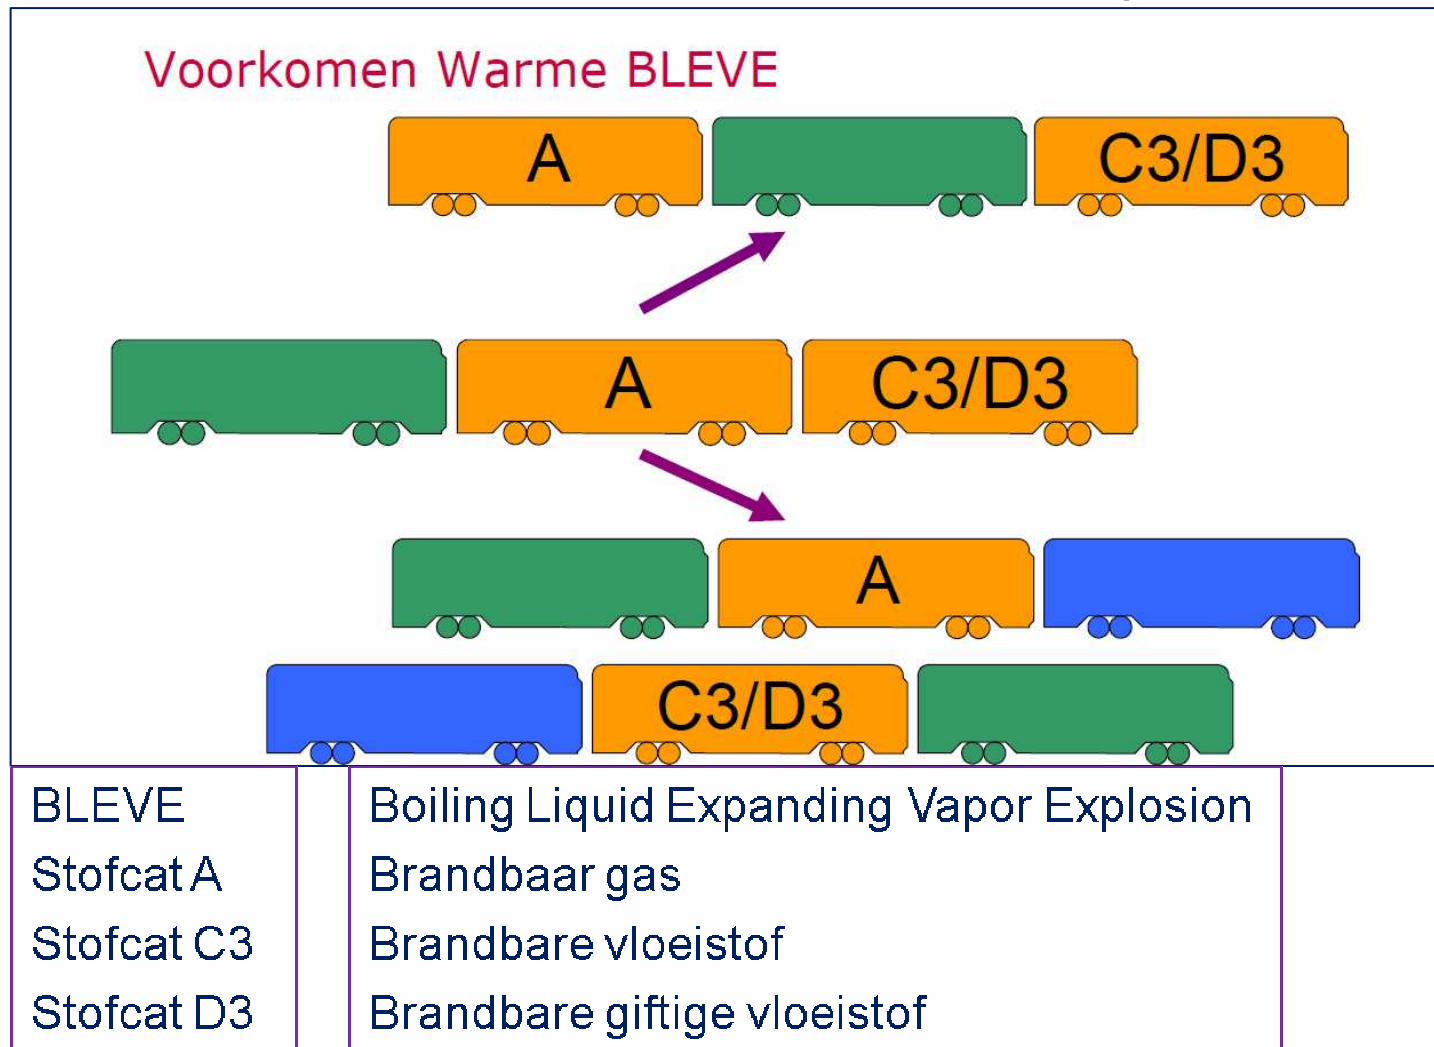 Voorkomen Warme BLEVE
A
C3/D3
A
C3/D3
A
C3/D3
BLEVE Boiling Liquid Expanding Vapor Explosion
Stofcat A Brandbaar gas
Stofcat C3 Brandbare vloeistof
Stofcat D3 Brandbare giftige vloeistof